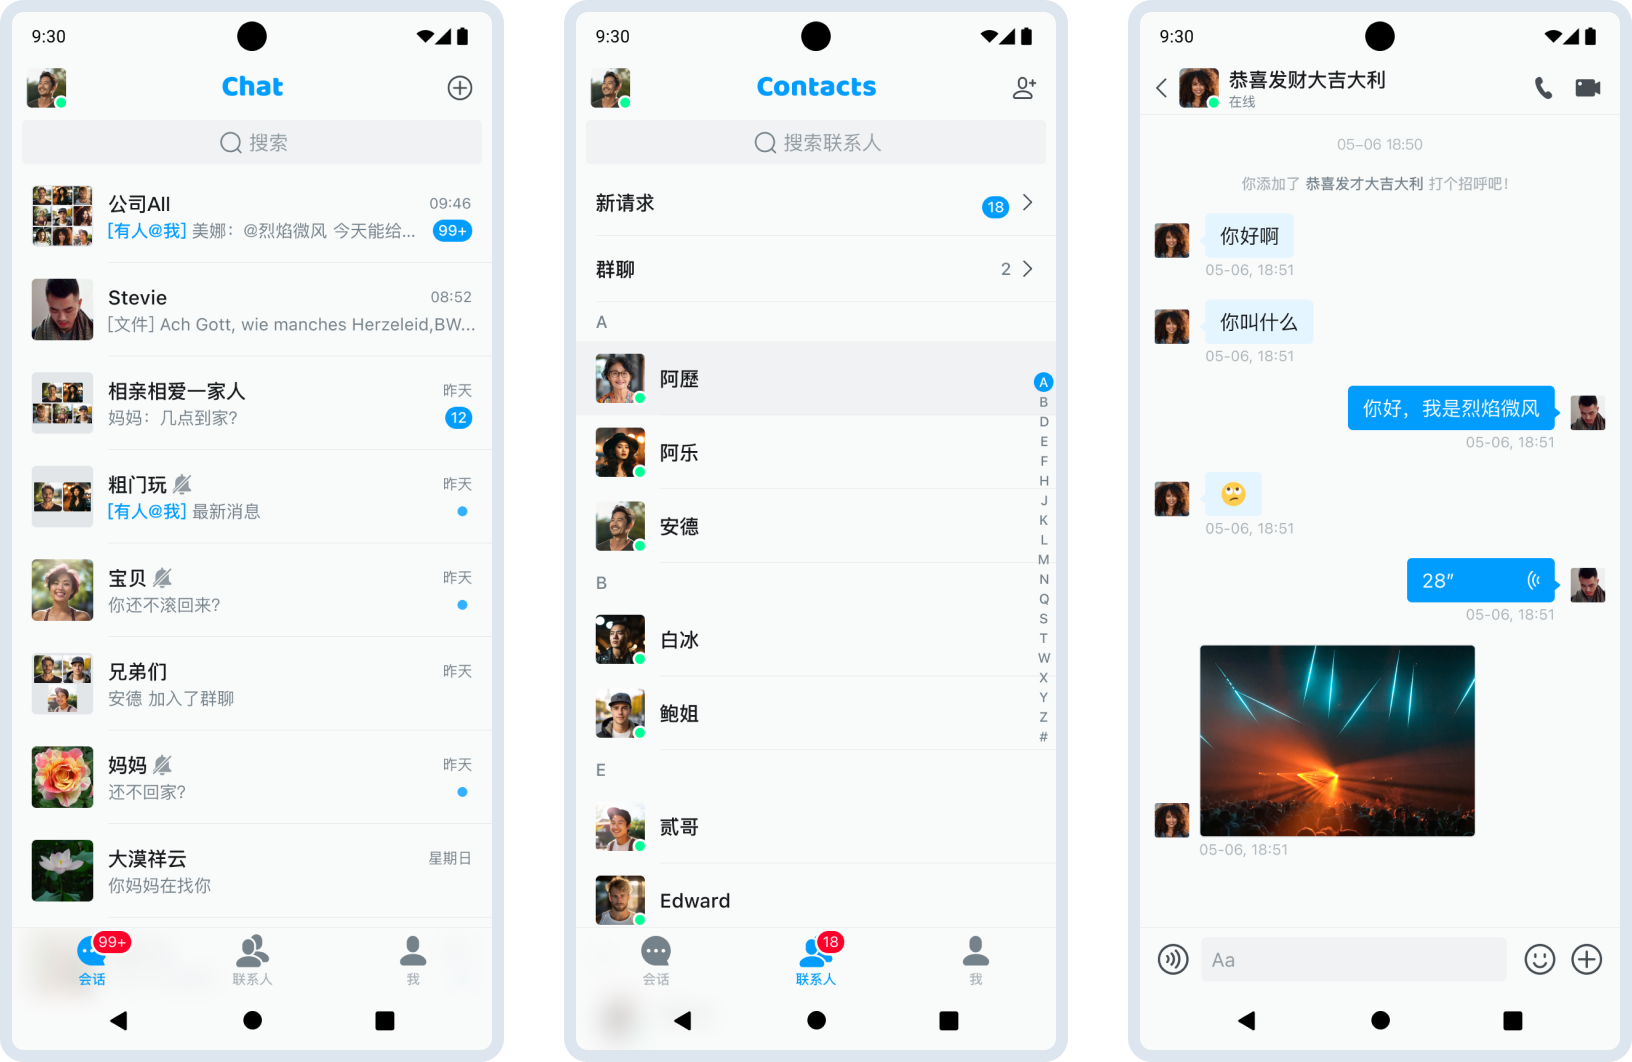 9:30
Chat
搜索
公司All
09:46
[有人@我] 美娜：@烈焰微风 今天能给...
99+
Stevie
08:52
[文件] Ach Gott, wie manches Herzeleid,BW...
相亲相爱一家人
昨天
妈妈：几点到家?
12
粗门玩
昨天
[有人@我] 最新消息
宝贝
昨天
你还不滚回来?
兄弟们
昨天
安德 加入了群聊
妈妈
昨天
还不回家?
大漠祥云
星期日
你妈妈在找你
99+
会话
联系人
我
9:30
Contacts
搜索联系人
新请求
18
群聊
2
A
阿歷
阿乐
安德
B
白冰
鲍姐
E
贰哥
Edward
A
B
D
E
F
H
J
K
L
M
N
Q
S
T
W
X
Y
Z
#
18
会话
联系人
我
9:30
恭喜发财大吉大利
在线
05-06 18:50
你添加了 恭喜发才大吉大利 打个招呼吧！
你好啊
05-06, 18:51
你叫什么
05-06, 18:51
你好，我是烈焰微风
05-06, 18:51
05-06, 18:51
28″
05-06, 18:51
05-06, 18:51
Aa